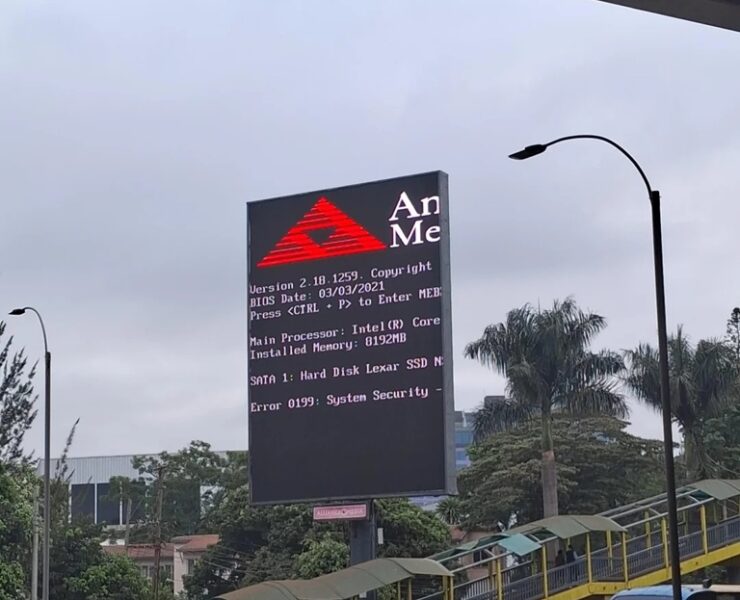 An
Me
Version 2.18.1259. Copyright
BIOS Date: 03/03/2021
Press <CTRL + P> to Enter MEB
Main Processor: Intel(R) Core
Installed Memory: 8192MB
SATA 1: Hard Disk Lexar SSD N
Error 0199: System Security -